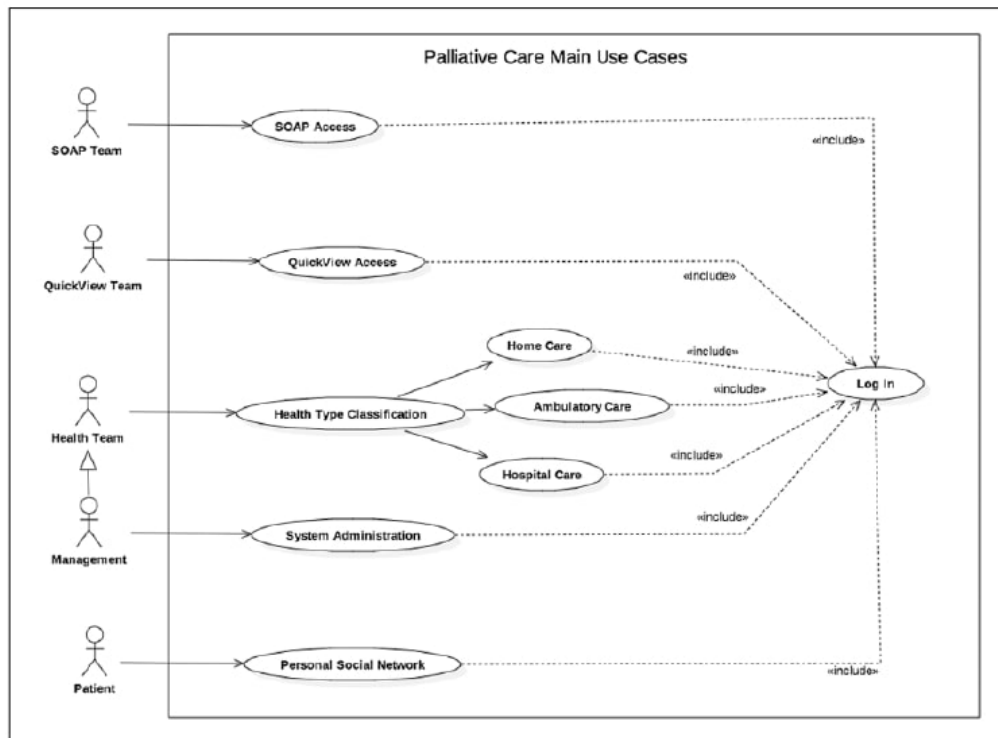 Palliative Care Main Use Cases
SOAP Team
SOAP Access
«include»
QuickView Team
QuickView Access
«include»
Home Care
«include»
Log In
Health Team
Health Type Classification
Ambulatory Care
«include»
Hospital Care
«include»
Management
System Administration
«include»
Patient
Personal Social Network
«include»